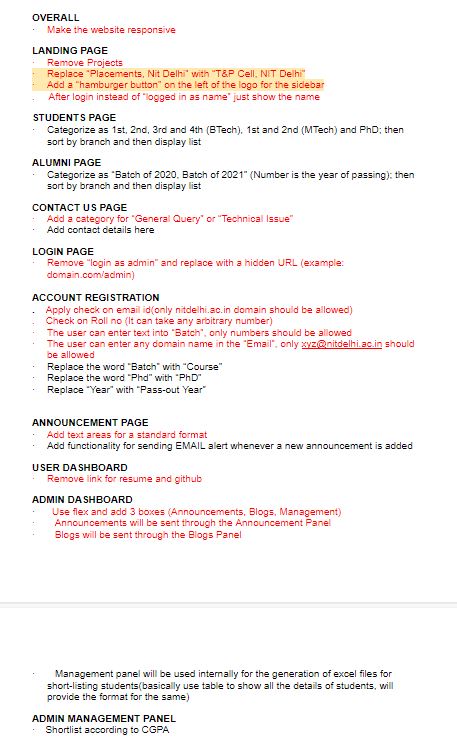 OVERALL
· Make the website responsive
LANDING PAGE
· Remove Projects
· Replace "Placements, Nit Delhi" with "T&P Cell, NIT Delhi"
· Add a "hamburger button" on the left of the logo for the sidebar
· After login instead of "logged in as name" just show the name
STUDENTS PAGE
· Categorize as 1st, 2nd, 3rd and 4th (BTech), 1st and 2nd (MTech) and PhD; then
sort by branch and then display list
ALUMNI PAGE
· Categorize as "Batch of 2020, Batch of 2021" (Number is the year of passing); then
sort by branch and then display list
CONTACT US PAGE
· Add a category for "General Query" or "Technical Issue"
· Add contact details here
LOGIN PAGE
· Remove "login as admin" and replace with a hidden URL (example:
domain.com/admin)
ACCOUNT REGISTRATION
· Apply check on email id(only nitdelhi.ac.in domain should be allowed)
· Check on Roll no (It can take any arbitrary number)
· The user can enter text into "Batch", only numbers should be allowed
· The user can enter any domain name in the "Email", only xyz@nitdelhi.ac.in should
be allowed
· Replace the word "Batch" with "Course"
· Replace the word "Phd" with "PhD"
· Replace "Year" with "Pass-out Year"
ANNOUNCEMENT PAGE
· Add text areas for a standard format
· Add functionality for sending EMAIL alert whenever a new announcement is added
USER DASHBOARD
· Remove link for resume and github
ADMIN DASHBOARD
· Use flex and add 3 boxes (Announcements, Blogs, Management)
· Announcements will be sent through the Announcement Panel
· Blogs will be sent through the Blogs Panel
· Management panel will be used internally for the generation of excel files for
short-listing students(basically use table to show all the details of students, will
provide the format for the same)
ADMIN MANAGEMENT PANEL
· Shortlist according to CGPA